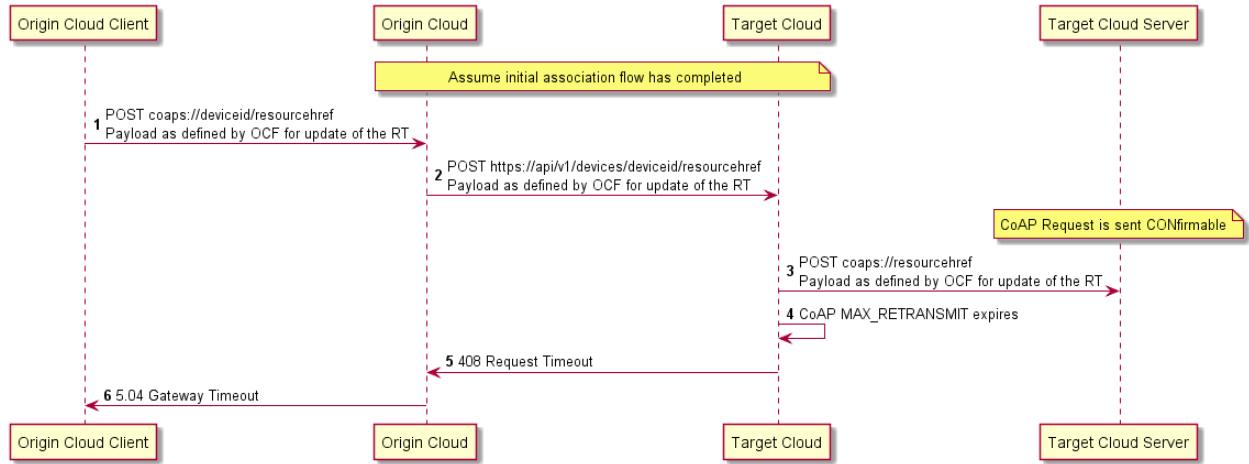 Origin Cloud Client
Origin Cloud
Target Cloud
Target Cloud Server
Assume initial association flow has completed
1 POST coaps://deviceid/resourcehref
Payload as defined by OCF for update of the RT
2 POST https://api/v1/devices/deviceid/resourcehref
Payload as defined by OCF for update of the RT
CoAP Request is sent CONfirmable
3 POST coaps://resourcehref
Payload as defined by OCF for update of the RT
4 CoAP MAX_RETRANSMIT expires
5 408 Request Timeout
6 5.04 Gateway Timeout
Origin Cloud Client
Origin Cloud
Target Cloud
Target Cloud Server